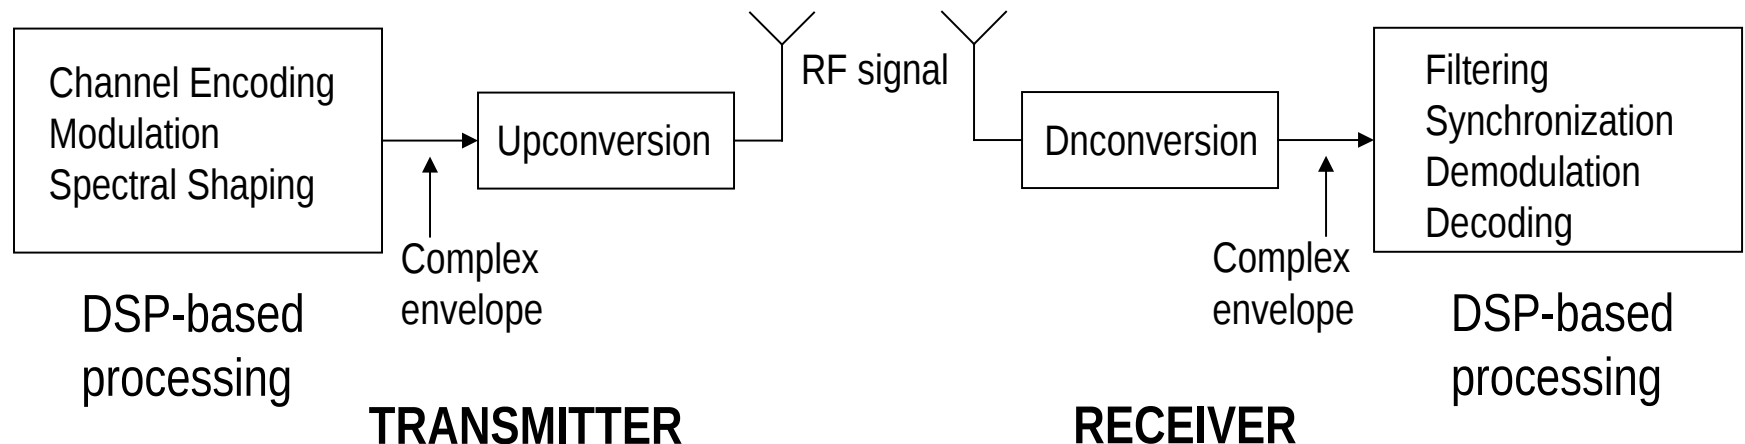 Channel Encoding
Modulation
Spectral Shaping
DSP-based
processing
Complex
envelope
Upconversion
TRANSMITTER
RF signal
Dnconversion
Complex
envelope
RECEIVER
Filtering
Synchronization
Demodulation
Decoding
DSP-based
processing